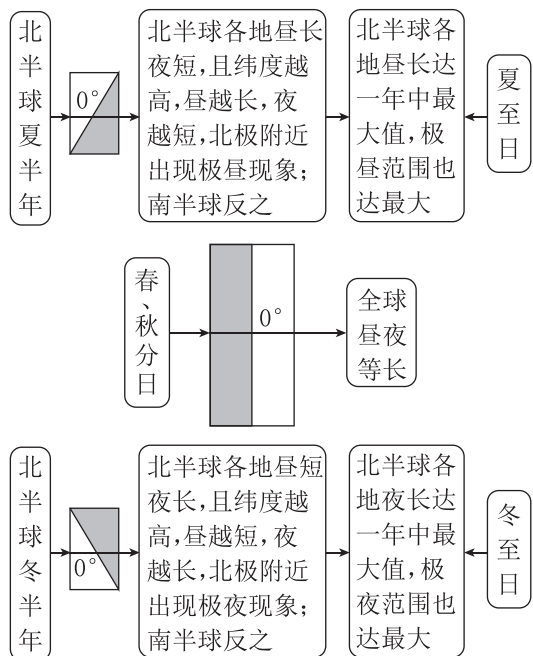 北半球夏半年
0°
北半球各地昼长
夜短,且纬度越
高,昼越长,夜
越短,北极附近
出现极昼现象;
南半球反之
北半球各
地昼长达
一年中最
大值,极
昼范围也
达最大
夏至日
春、秋分日
0°
全球
昼夜
等长
北半球冬半年
0°
北半球各地昼短
夜长,且纬度越
高,昼越短,夜
越长,北极附近
出现极夜现象;
南半球反之
北半球各
地夜长达
一年中最
大值,极
夜范围也
达最大
冬至日